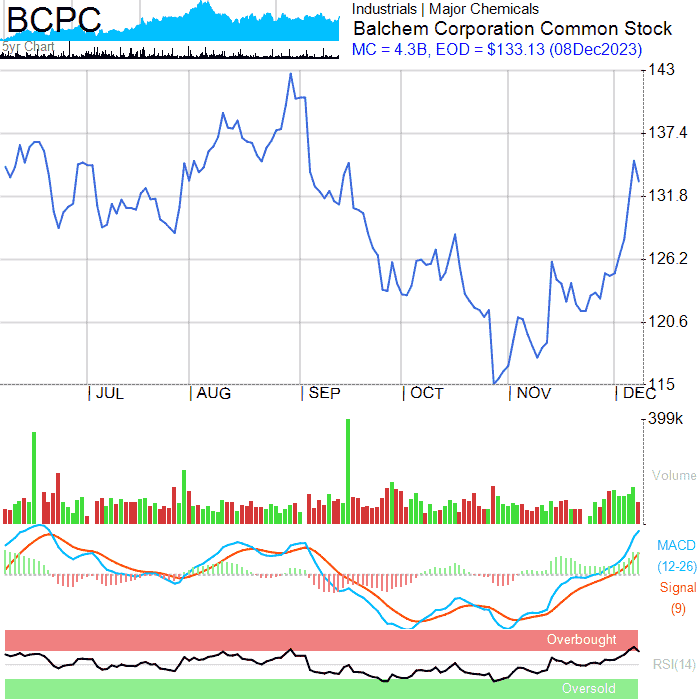 BCPC
5yr Chart
Industrials | Major Chemicals
Balchem Corporation Common Stock
MC = 4.3B, EOD = $133.13 (08Dec2023)
143
137.4
131.8
126.2
120.6
115
JUL AUG SEP OCT NOV DEC
399k
Volume
MACD
(12-26)
Signal
(9)
Overbought
RSI(14)
Oversold